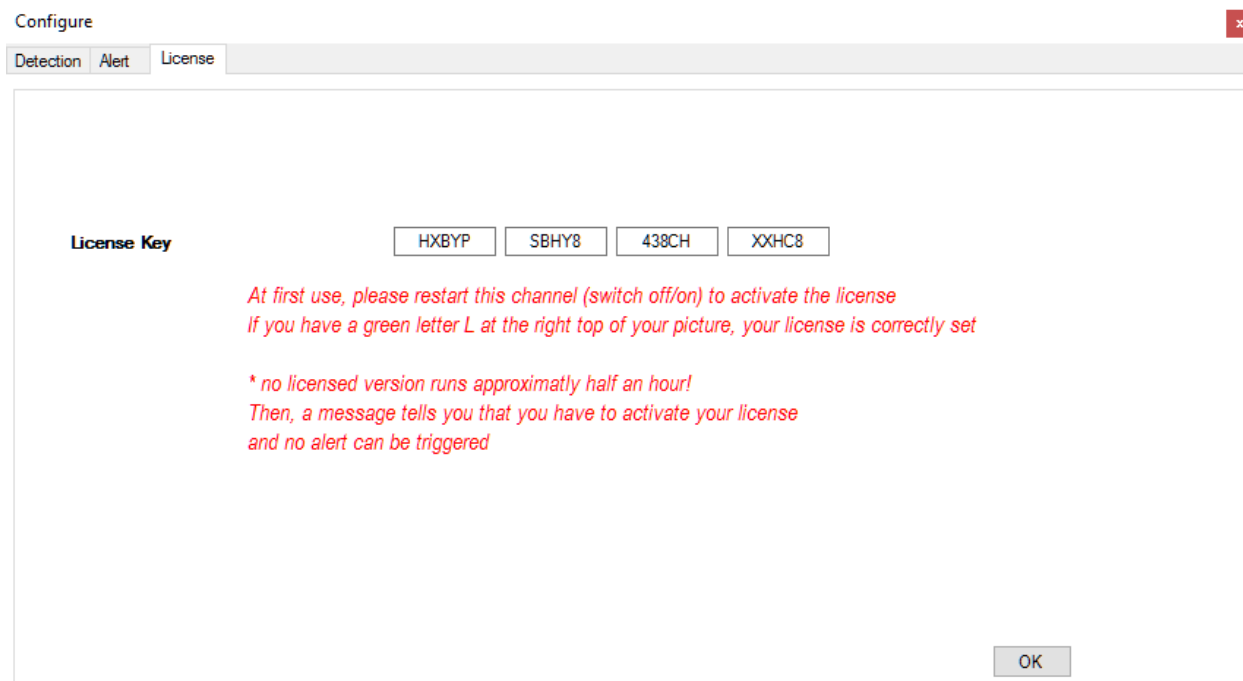 Configure
x
Detection Alert License
License Key HXBYP SBHY8 438CH XXHC8
At first use, please restart this channel (switch off/on) to activate the license
If you have a green letter L at the right top of your picture, your license is correctly set
* no licensed version runs approximatly half an hour!
Then, a message tells you that you have to activate your license
and no alert can be triggered
OK